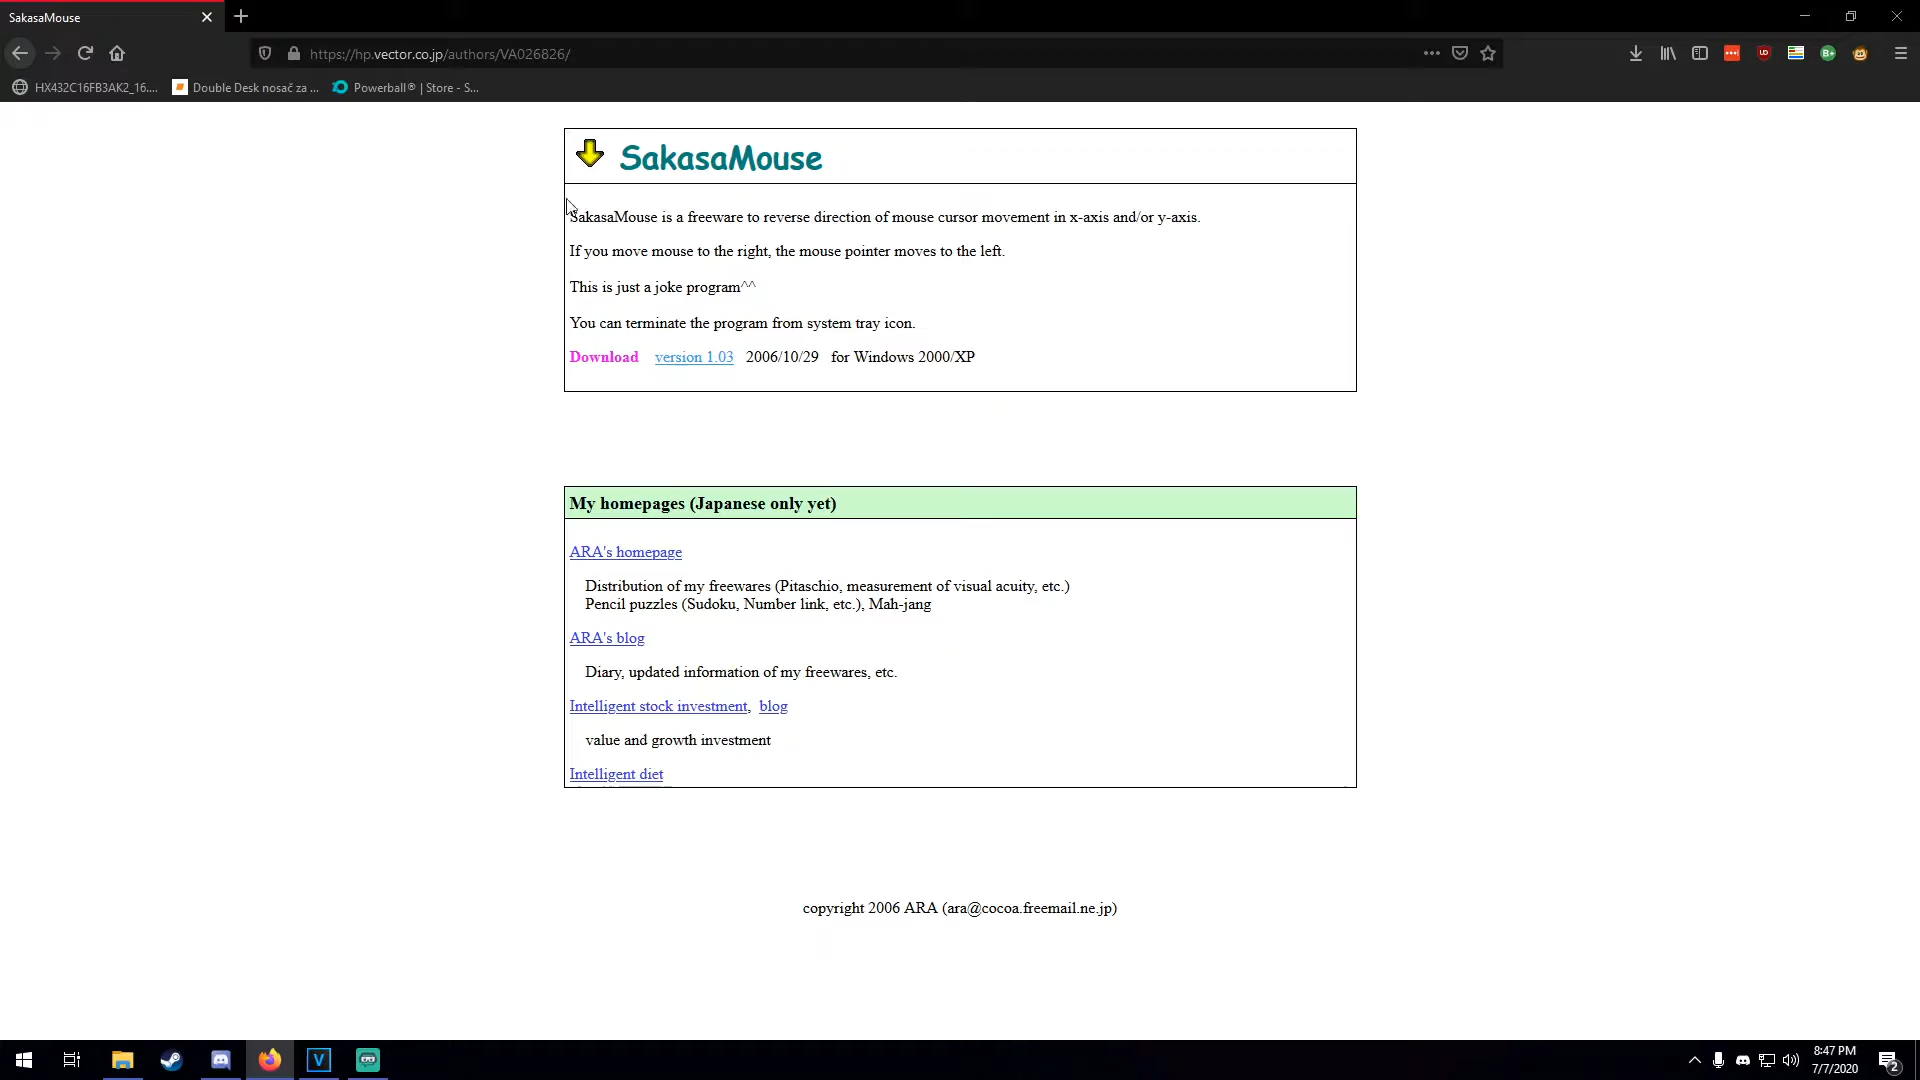 SakasaMouse
https://hp.vector.co.jp/authors/VA026826/
HX432C16FB3AK2_16....
Double Desk nosač za ...
Powerball® | Store - S...
SakasaMouse
SakasaMouse is a freeware to reverse direction of mouse cursor movement in x-axis and/or y-axis.
If you move mouse to the right, the mouse pointer moves to the left.
This is just a joke program^^
You can terminate the program from system tray icon.
Download version 1.03 2006/10/29 for Windows 2000/XP
My homepages (Japanese only yet)
ARA's homepage
Distribution of my freewares (Pitaschio, measurement of visual acuity, etc.)
Pencil puzzles (Sudoku, Number link, etc.), Mah-jang
ARA's blog
Diary, updated information of my freewares, etc.
Intelligent stock investment, blog
value and growth investment
Intelligent diet
copyright 2006 ARA (ara@cocoa.freemail.ne.jp)
V
8:47 PM
7/7/2020
2